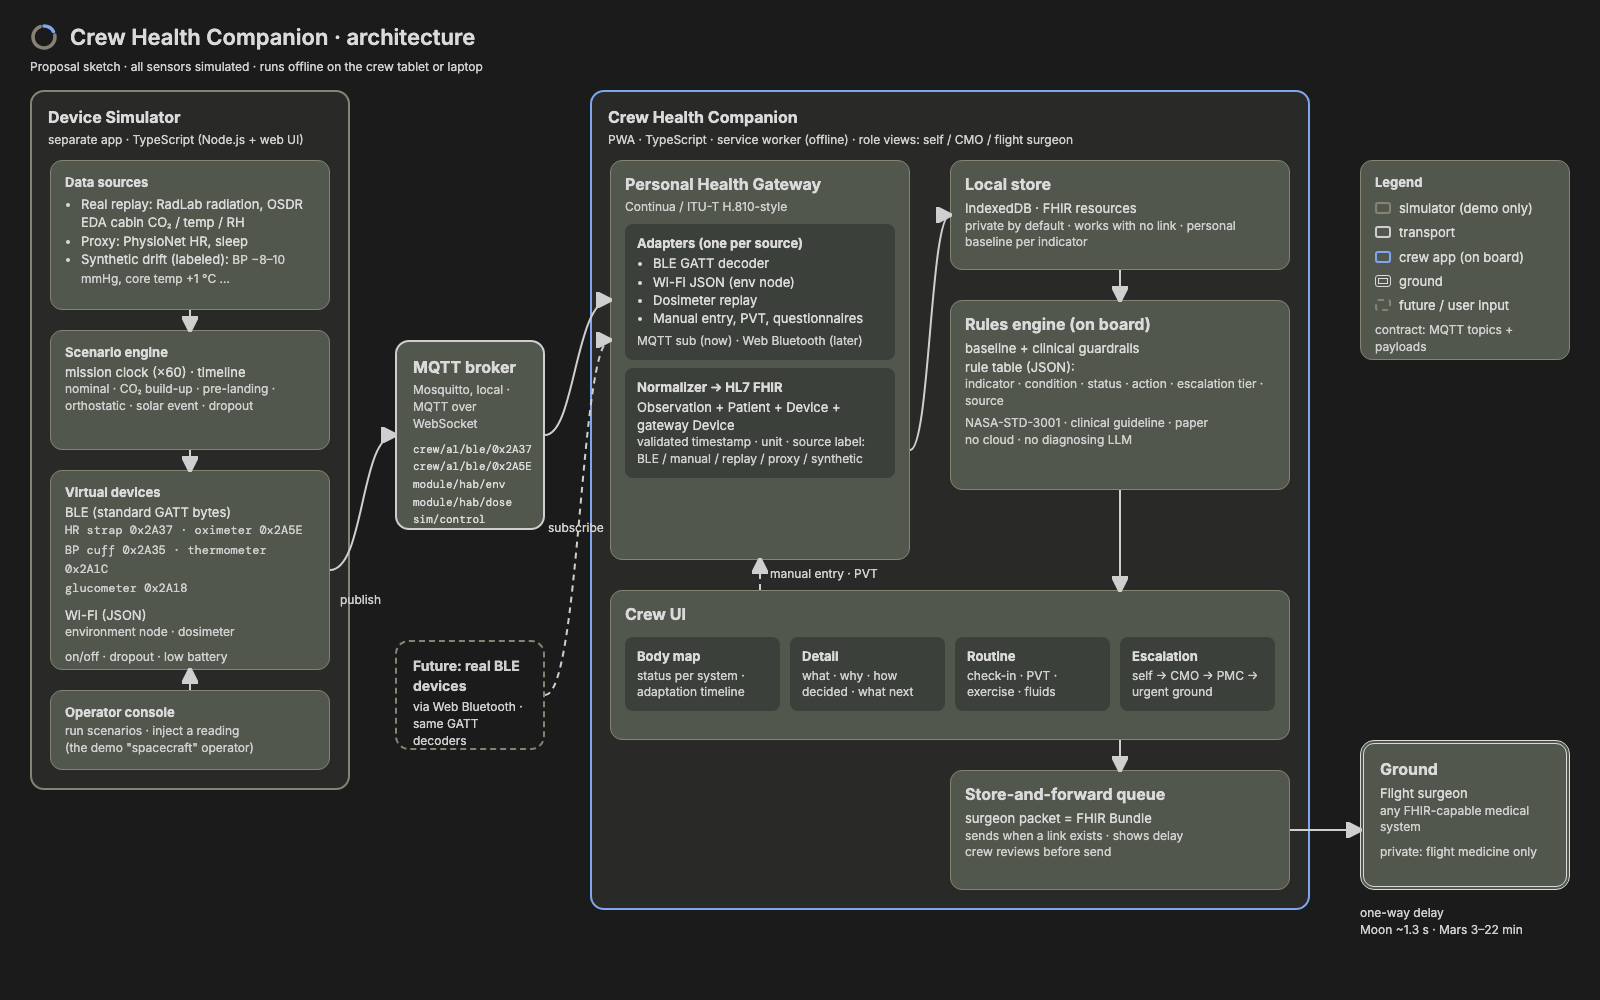 Crew Health Companion · architecture
Proposal sketch · all sensors simulated · runs offline on the crew tablet or laptop
Device Simulator
separate app · TypeScript (Node.js + web UI)
Data sources
• Real replay: RadLab radiation, OSDR
EDA cabin CO₂ / temp / RH
• Proxy: PhysioNet HR, sleep
• Synthetic drift (labeled): BP −8–10
mmHg, core temp +1 °C ...
Scenario engine
mission clock (×60) · timeline
nominal · CO₂ build-up · pre-landing ·
orthostatic · solar event · dropout
Virtual devices
BLE (standard GATT bytes)
HR strap 0x2A37 · oximeter 0x2A5E
BP cuff 0x2A35 · thermometer
0x2A1C
glucometer 0x2A18
Wi-Fi (JSON)
environment node · dosimeter
on/off · dropout · low battery
Operator console
run scenarios · inject a reading
(the demo "spacecraft" operator)
publish
MQTT broker
Mosquitto, local ·
MQTT over
WebSocket
crew/a1/ble/0x2A37
crew/a1/ble/0x2A5E
module/hab/env
module/hab/dose
sim/control
subscribe
Future: real BLE
devices
via Web Bluetooth ·
same GATT
decoders
Crew Health Companion
PWA · TypeScript · service worker (offline) · role views: self / CMO / flight surgeon
Personal Health Gateway
Continua / ITU-T H.810-style
Adapters (one per source)
• BLE GATT decoder
• Wi-Fi JSON (env node)
• Dosimeter replay
• Manual entry, PVT, questionnaires
MQTT sub (now) · Web Bluetooth (later)
Normalizer → HL7 FHIR
Observation + Patient + Device +
gateway Device
validated timestamp · unit · source label:
BLE / manual / replay / proxy / synthetic
manual entry · PVT
Local store
IndexedDB · FHIR resources
private by default · works with no link · personal
baseline per indicator
Rules engine (on board)
baseline + clinical guardrails
rule table (JSON):
indicator · condition · status · action · escalation tier ·
source
NASA-STD-3001 · clinical guideline · paper
no cloud · no diagnosing LLM
Crew UI
Body map
status per system ·
adaptation timeline
Detail
what · why · how
decided · what next
Routine
check-in · PVT ·
exercise · fluids
Escalation
self → CMO → PMC →
urgent ground
Store-and-forward queue
surgeon packet = FHIR Bundle
sends when a link exists · shows delay
crew reviews before send
Legend
simulator (demo only)
transport
crew app (on board)
ground
future / user input
contract: MQTT topics +
payloads
Ground
Flight surgeon
any FHIR-capable medical
system
private: flight medicine only
one-way delay
Moon ~1.3 s · Mars 3–22 min